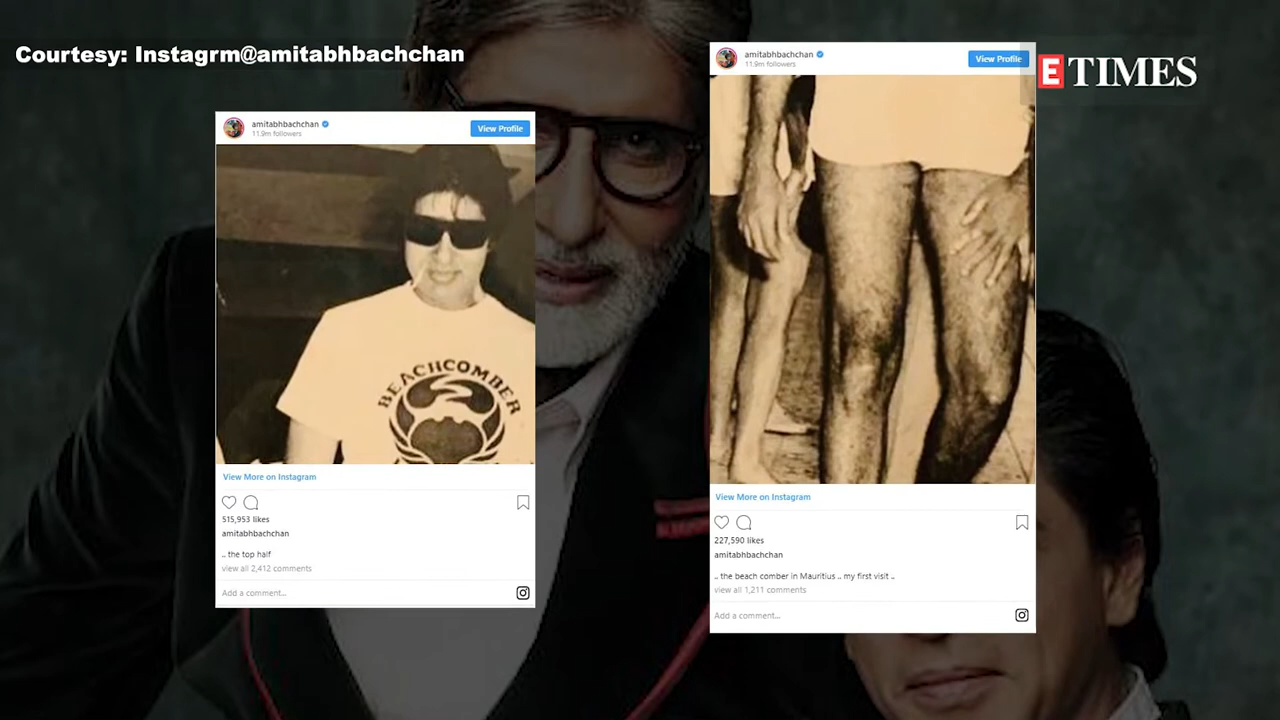 Courtesy: Instagrm@amitabhbachchan
ETIMES
amitabhbachchan
11.9m followers
View Profile
BEACHCOMBER
View More on Instagram
515,953 likes
amitabhbachchan
.. the top half
view all 2,412 comments
Add a comment...
amitabhbachchan
11.9m followers
View Profile
View More on Instagram
227,590 likes
amitabhbachchan
.. the beach comber in Mauritius .. my first visit ..
view all 1,211 comments
Add a comment...